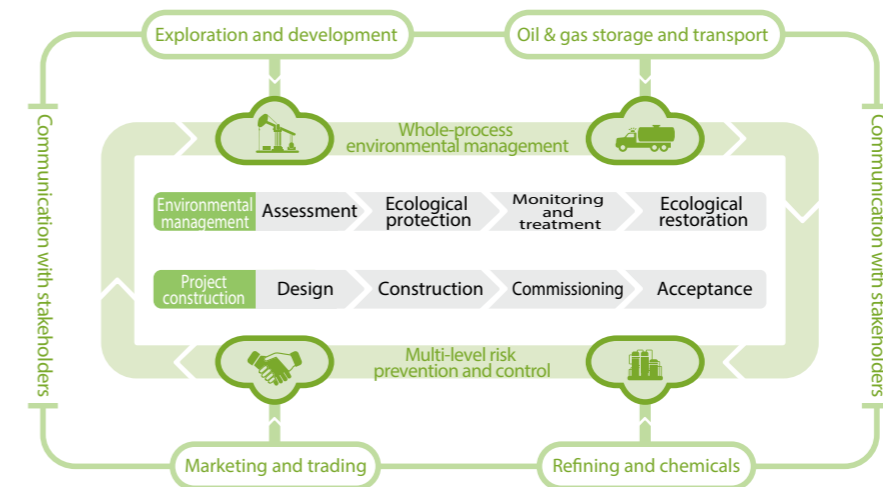 Exploration and development
Oil & gas storage and transport
Communication with stakeholders
Communication with stakeholders
Whole-process
environmental management
Environmental
management
Assessment
Ecological
protection
Monitoring
and
treatment
Ecological
restoration
Project
construction
Design
Construction
Commissioning
Acceptance
Multi-level risk
prevention and control
Marketing and trading
Refining and chemicals